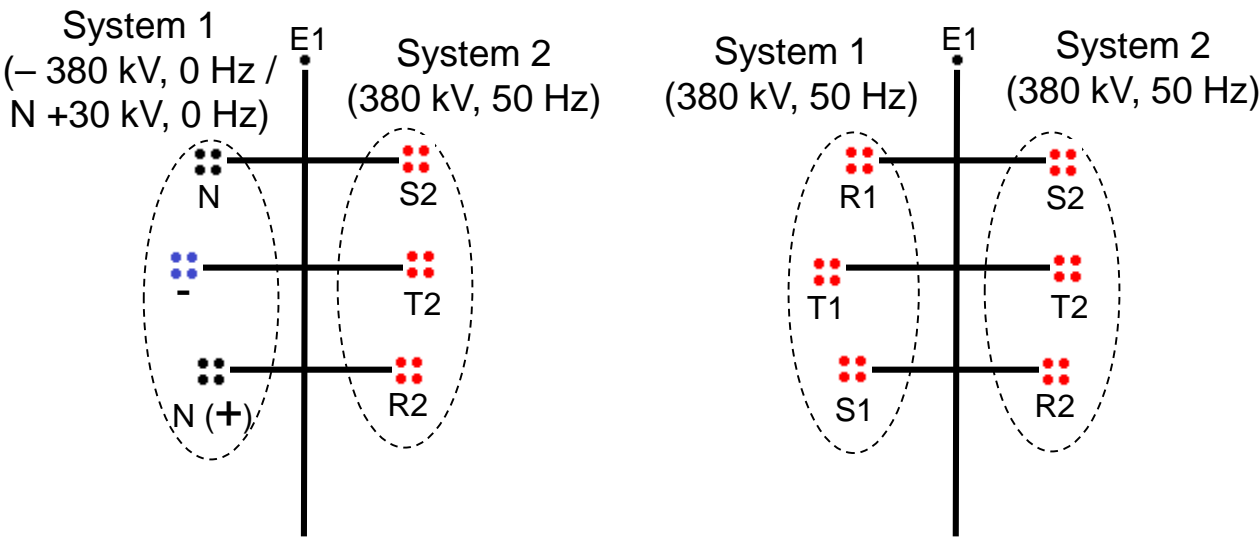 System 1
(– 380 kV, 0 Hz /
N +30 kV, 0 Hz)
E1
System 2
(380 kV, 50 Hz)
N
S2
-
T2
N (+)
R2
System 1
(380 kV, 50 Hz)
E1
System 2
(380 kV, 50 Hz)
R1
S2
T1
T2
S1
R2